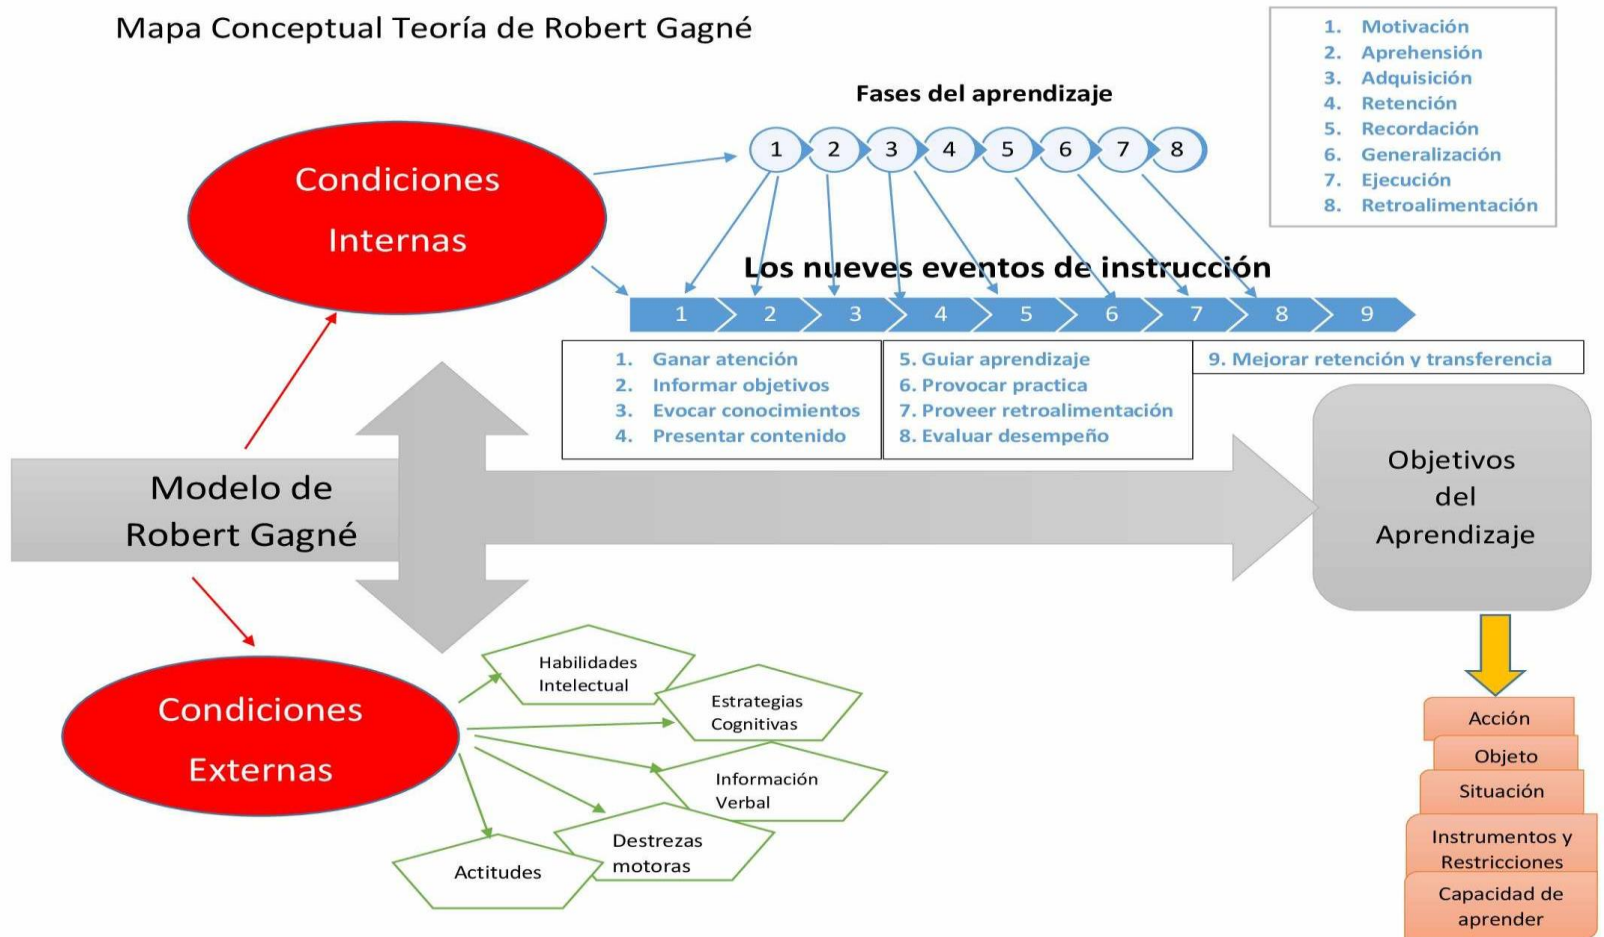 Mapa Conceptual Teoría de Robert Gagné
1. Motivación
2. Aprehensión
3. Adquisición
4. Retención
5. Recordación
6. Generalización
7. Ejecución
8. Retroalimentación
Fases del aprendizaje
1 2 3 4 5 6 7 8
Condiciones
Internas
Los nueves eventos de instrucción
1 2 3 4 5 6 7 8 9
1. Ganar atención
2. Informar objetivos
3. Evocar conocimientos
4. Presentar contenido
5. Guiar aprendizaje
6. Provocar practica
7. Proveer retroalimentación
8. Evaluar desempeño
9. Mejorar retención y transferencia
Modelo de
Robert Gagné
Objetivos
del
Aprendizaje
Condiciones
Externas
Habilidades
Intelectual
Estrategias
Cognitivas
Información
Verbal
Destrezas
motoras
Actitudes
Acción
Objeto
Situación
Instrumentos y
Restricciones
Capacidad de
aprender